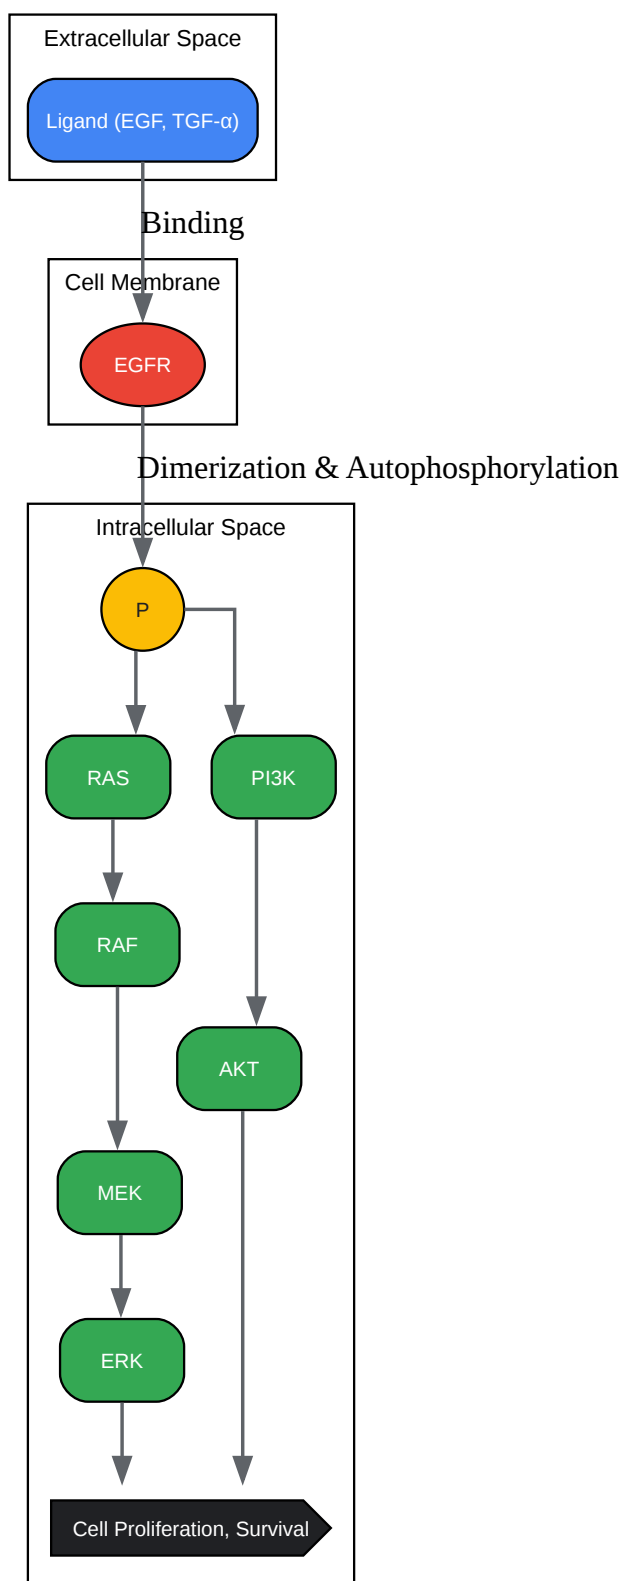 Extracellular Space
Ligand (EGF, TGF-α)
Binding
Cell Membrane
EGFR
Dimerization & Autophosphorylation
Intracellular Space
P
RAS
PI3K
RAF
AKT
MEK
ERK
Cell Proliferation, Survival